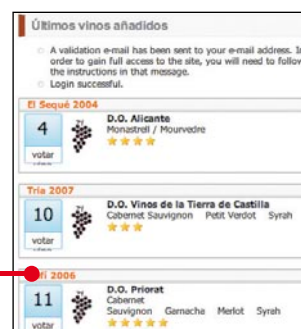 Últimos vinos añadidos
A validation e-mail has been sent to your e-mail address. In
order to gain full access to the site, you will need to follow
the instructions in that message.
Login successful.
El Sequé 2004
4
D.O. Alicante
Monastrell / Mourvedre
votar
Tria 2007
10
D.O. Vinos de la Tierra de Castilla
Cabernet Sauvignon Petit Verdot Syrah
votar
2006
11
D.O. Priorat
Cabernet
Sauvignon Garnacha Merlot Syrah
votar